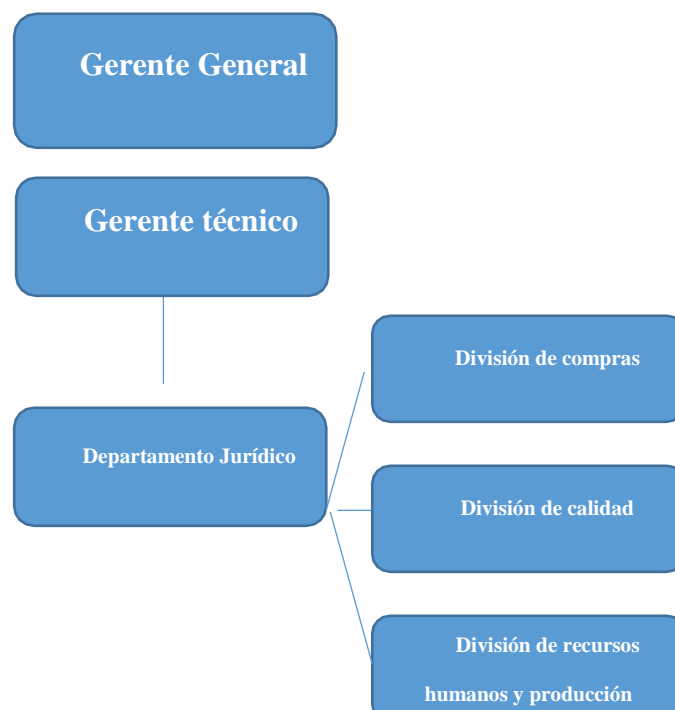 Gerente General
Gerente técnico
División de compras
Departamento Jurídico
División de calidad
División de recursos
humanos y producción